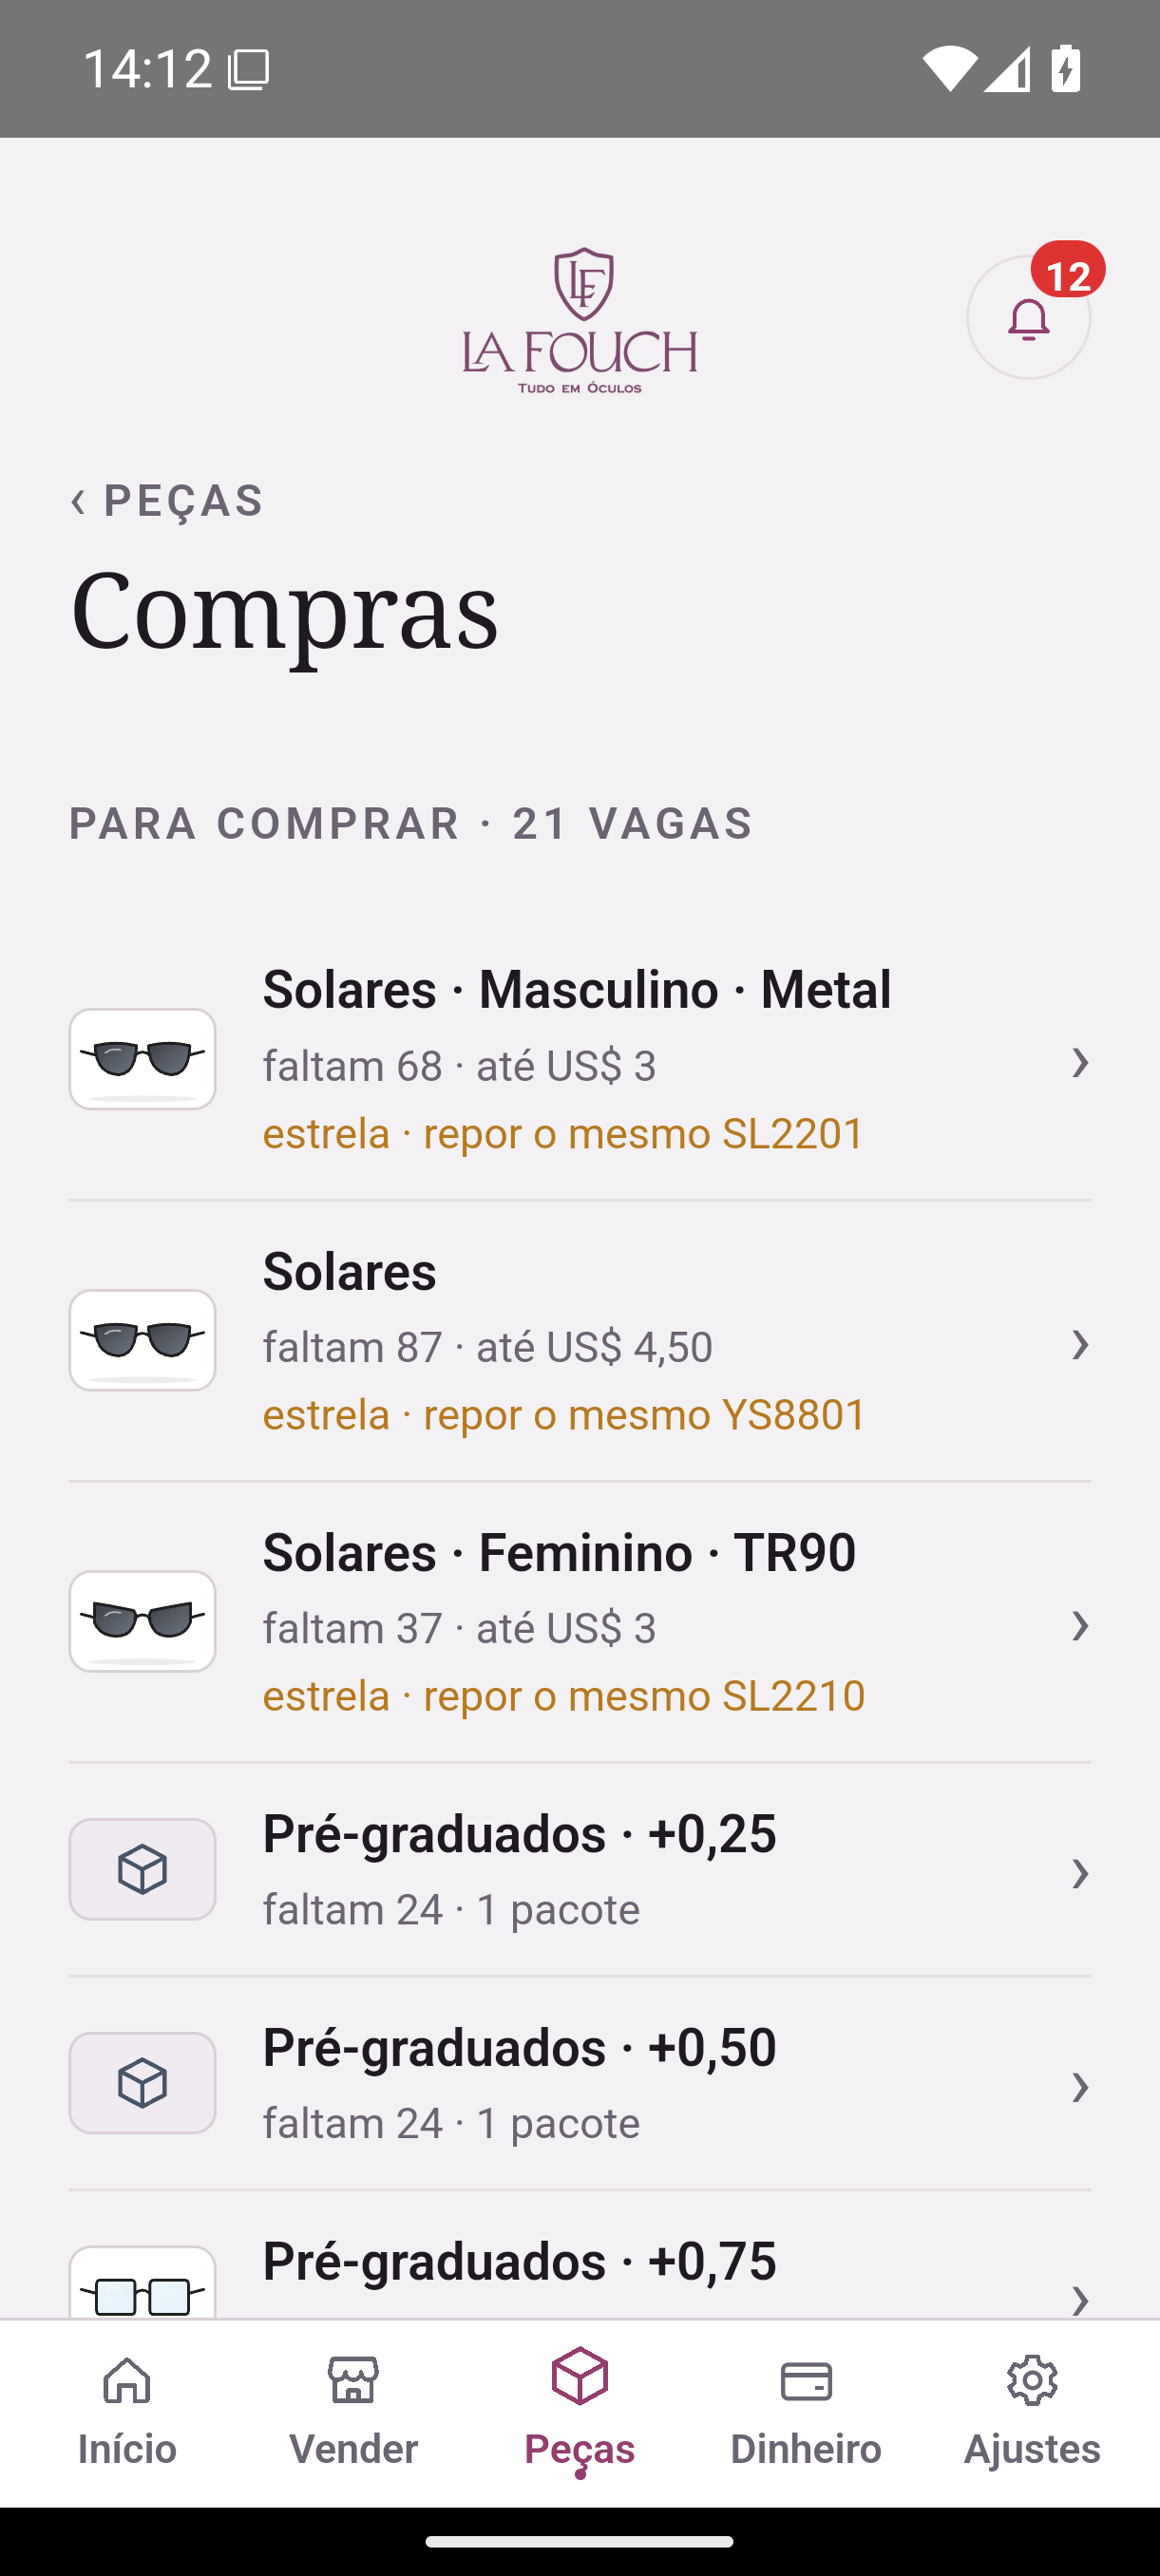 14:12
12
LF
LA FOUCH
TUDO EM ÓCULOS
‹ PEÇAS
Compras
PARA COMPRAR · 21 VAGAS
Solares · Masculino · Metal
faltam 68 · até US$ 3
estrela · repor o mesmo SL2201
Solares
faltam 87 · até US$ 4,50
estrela · repor o mesmo YS8801
Solares · Feminino · TR90
faltam 37 · até US$ 3
estrela · repor o mesmo SL2210
Pré-graduados · +0,25
faltam 24 · 1 pacote
Pré-graduados · +0,50
faltam 24 · 1 pacote
Pré-graduados · +0,75
Início
Vender
Peças
Dinheiro
Ajustes